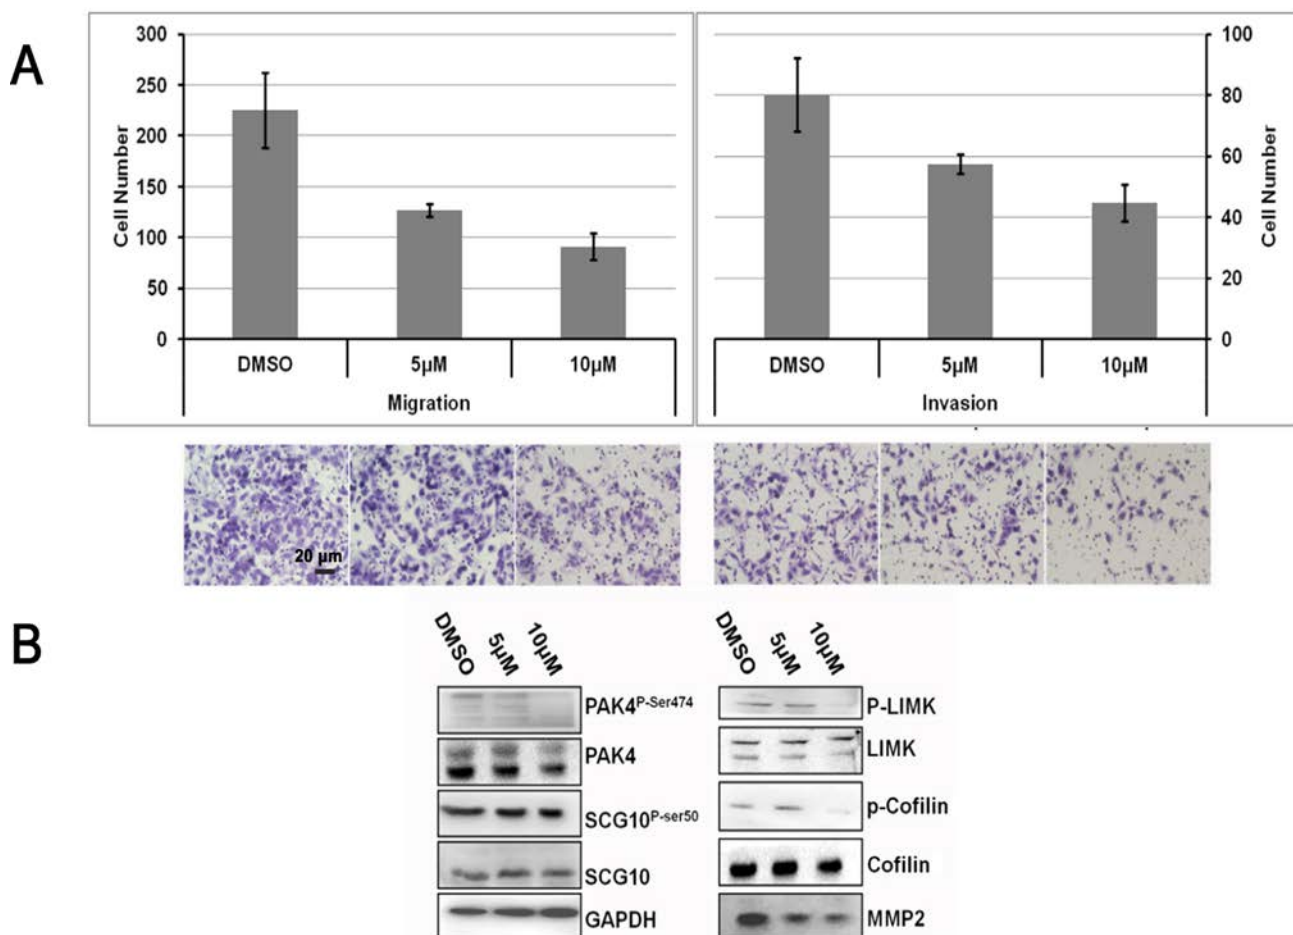 A
300
250
200
150
100
50
0
Cell Number
DMSO
5µM
10µM
Migration
100
80
60
40
20
0
Cell Number
DMSO
5µM
10µM
Invasion
20 µm
B
DMSO
5µM
10µM
PAK4P-Ser474
PAK4
SCG10P-ser50
SCG10
GAPDH
DMSO
5µM
10µM
P-LIMK
LIMK
p-Cofilin
Cofilin
MMP2